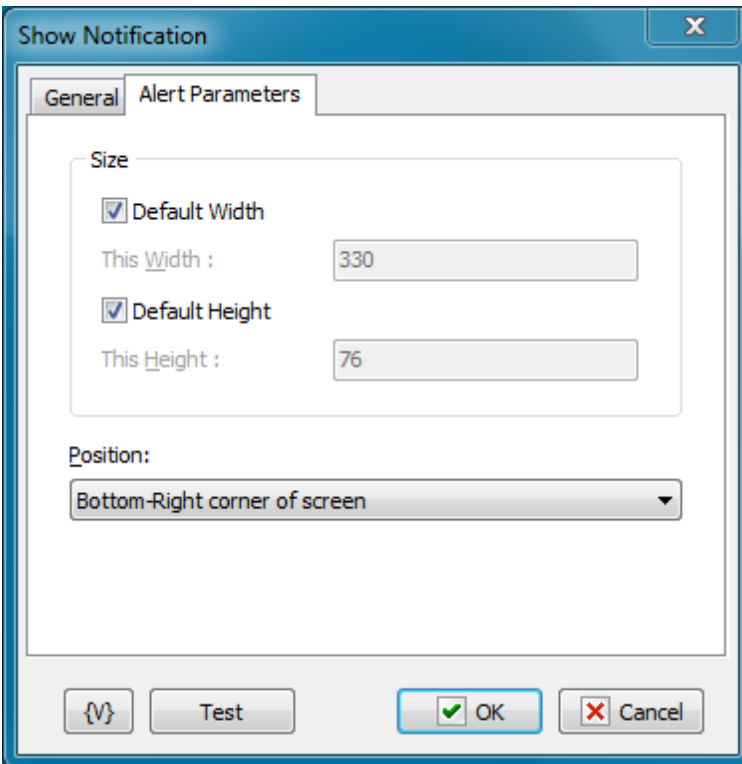 Show Notification
General
Alert Parameters
Size
Default Width
This Width :
330
Default Height
This Height :
76
Position:
Bottom-Right corner of screen
{V}
Test
OK
Cancel